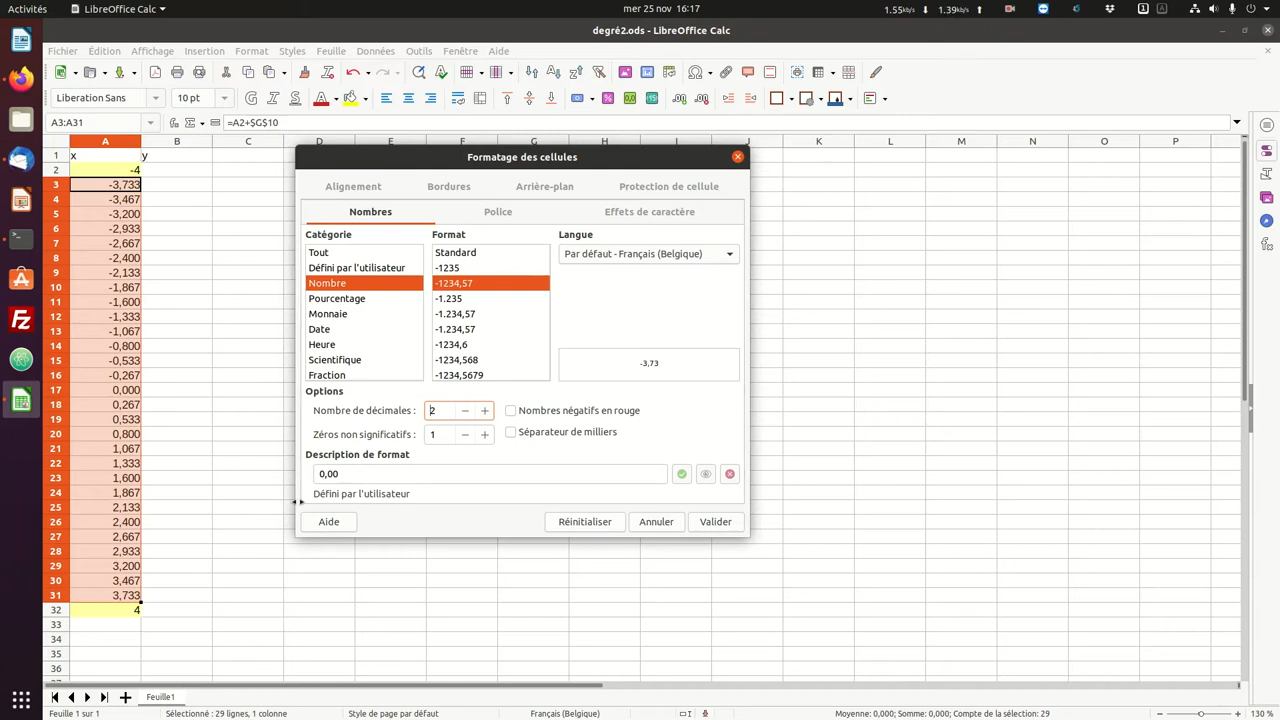 Activités LibreOffice Calc mer 25 nov 16:17 1.55㎅ 1.39㎅ 1 A
degré2.ods - LibreOffice Calc
Fichier Édition Affichage Insertion Format Styles Feuille Données Outils Fenêtre Aide
Liberation Sans 10 pt
A3:A31 =A2+$G$10
A B C D E F G H I J K L M N O P
1 x y
2 -4
3 -3,733
4 -3,467
5 -3,200
6 -2,933
7 -2,667
8 -2,400
9 -2,133
10 -1,867
11 -1,600
12 -1,333
13 -1,067
14 -0,800
15 -0,533
16 -0,267
17 0,000
18 0,267
19 0,533
20 0,800
21 1,067
22 1,333
23 1,600
24 1,867
25 2,133
26 2,400
27 2,667
28 2,933
29 3,200
30 3,467
31 3,733
32 4
33
34
35
36
Formatage des cellules
Alignement Bordures Arrière-plan Protection de cellule
Nombres Police Effets de caractère
Catégorie Format Langue
Tout Standard Par défaut - Français (Belgique)
Défini par l'utilisateur -1235
Nombre -1234,57
Pourcentage -1.235
Monnaie -1.234,57
Date -1.234,57
Heure -1234,6
Scientifique -1234,568
-3,73
Fraction -1234,5679
Options
Nombre de décimales : 2 Nombres négatifs en rouge
Zéros non significatifs : 1 Séparateur de milliers
Description de format
0,00
Défini par l'utilisateur
Aide Réinitialiser Annuler Valider
Feuille1
Feuille 1 sur 1 Sélectionné : 29 lignes, 1 colonne Style de page par défaut Français (Belgique) Moyenne: 0,000; Somme: 0,000; Compte de la sélection: 29 130 %